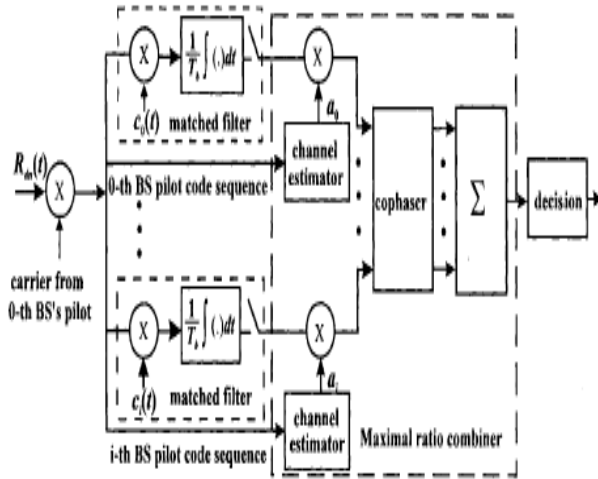 X
1/T_b ∫(.)dt
X
c_0(t)
matched filter
a_0
channel
estimator
R_dn(t)
X
0-th BS pilot code sequence
cophaser
Σ
decision
carrier from
0-th BS's pilot
X
1/T_b ∫(.)dt
X
c_i(t)
matched filter
a_i
channel
estimator
Maximal ratio combiner
i-th BS pilot code sequence